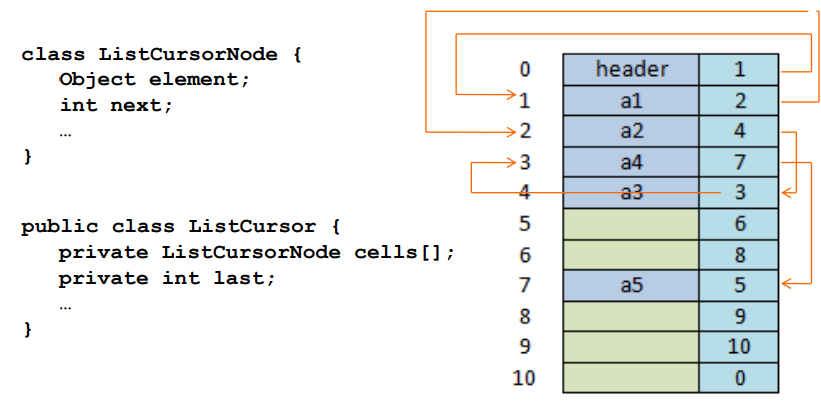 class ListCursorNode {
Object element;
int next;
…
}
public class ListCursor {
private ListCursorNode cells[];
private int last;
…
}
0 header 1
1 a1 2
2 a2 4
3 a4 7
4 a3 3
5 6
6 8
7 a5 5
8 9
9 10
10 0